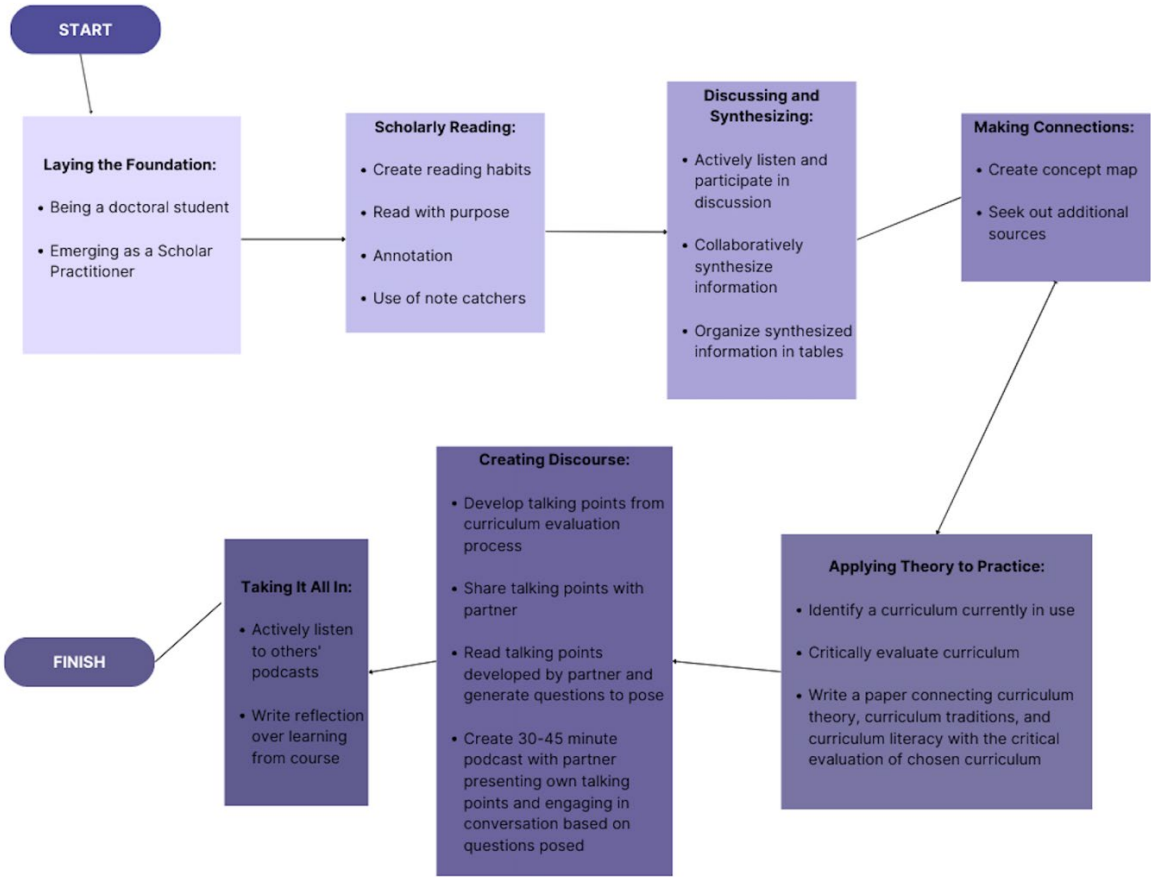 START
Laying the Foundation:
• Being a doctoral student
• Emerging as a Scholar
Practitioner
Scholarly Reading:
• Create reading habits
• Read with purpose
• Annotation
• Use of note catchers
Discussing and
Synthesizing:
• Actively listen and
participate in
discussion
• Collaboratively
synthesize
information
• Organize synthesized
information in tables
Making Connections:
• Create concept map
• Seek out additional
sources
Applying Theory to Practice:
• Identify a curriculum currently in use
• Critically evaluate curriculum
• Write a paper connecting curriculum
theory, curriculum traditions, and
curriculum literacy with the critical
evaluation of chosen curriculum
Creating Discourse:
• Develop talking points from
curriculum evaluation
process
• Share talking points with
partner
• Read talking points
developed by partner and
generate questions to pose
• Create 30-45 minute
podcast with partner
presenting own talking
points and engaging in
conversation based on
questions posed
Taking It All In:
• Actively listen
to others'
podcasts
• Write reflection
over learning
from course
FINISH